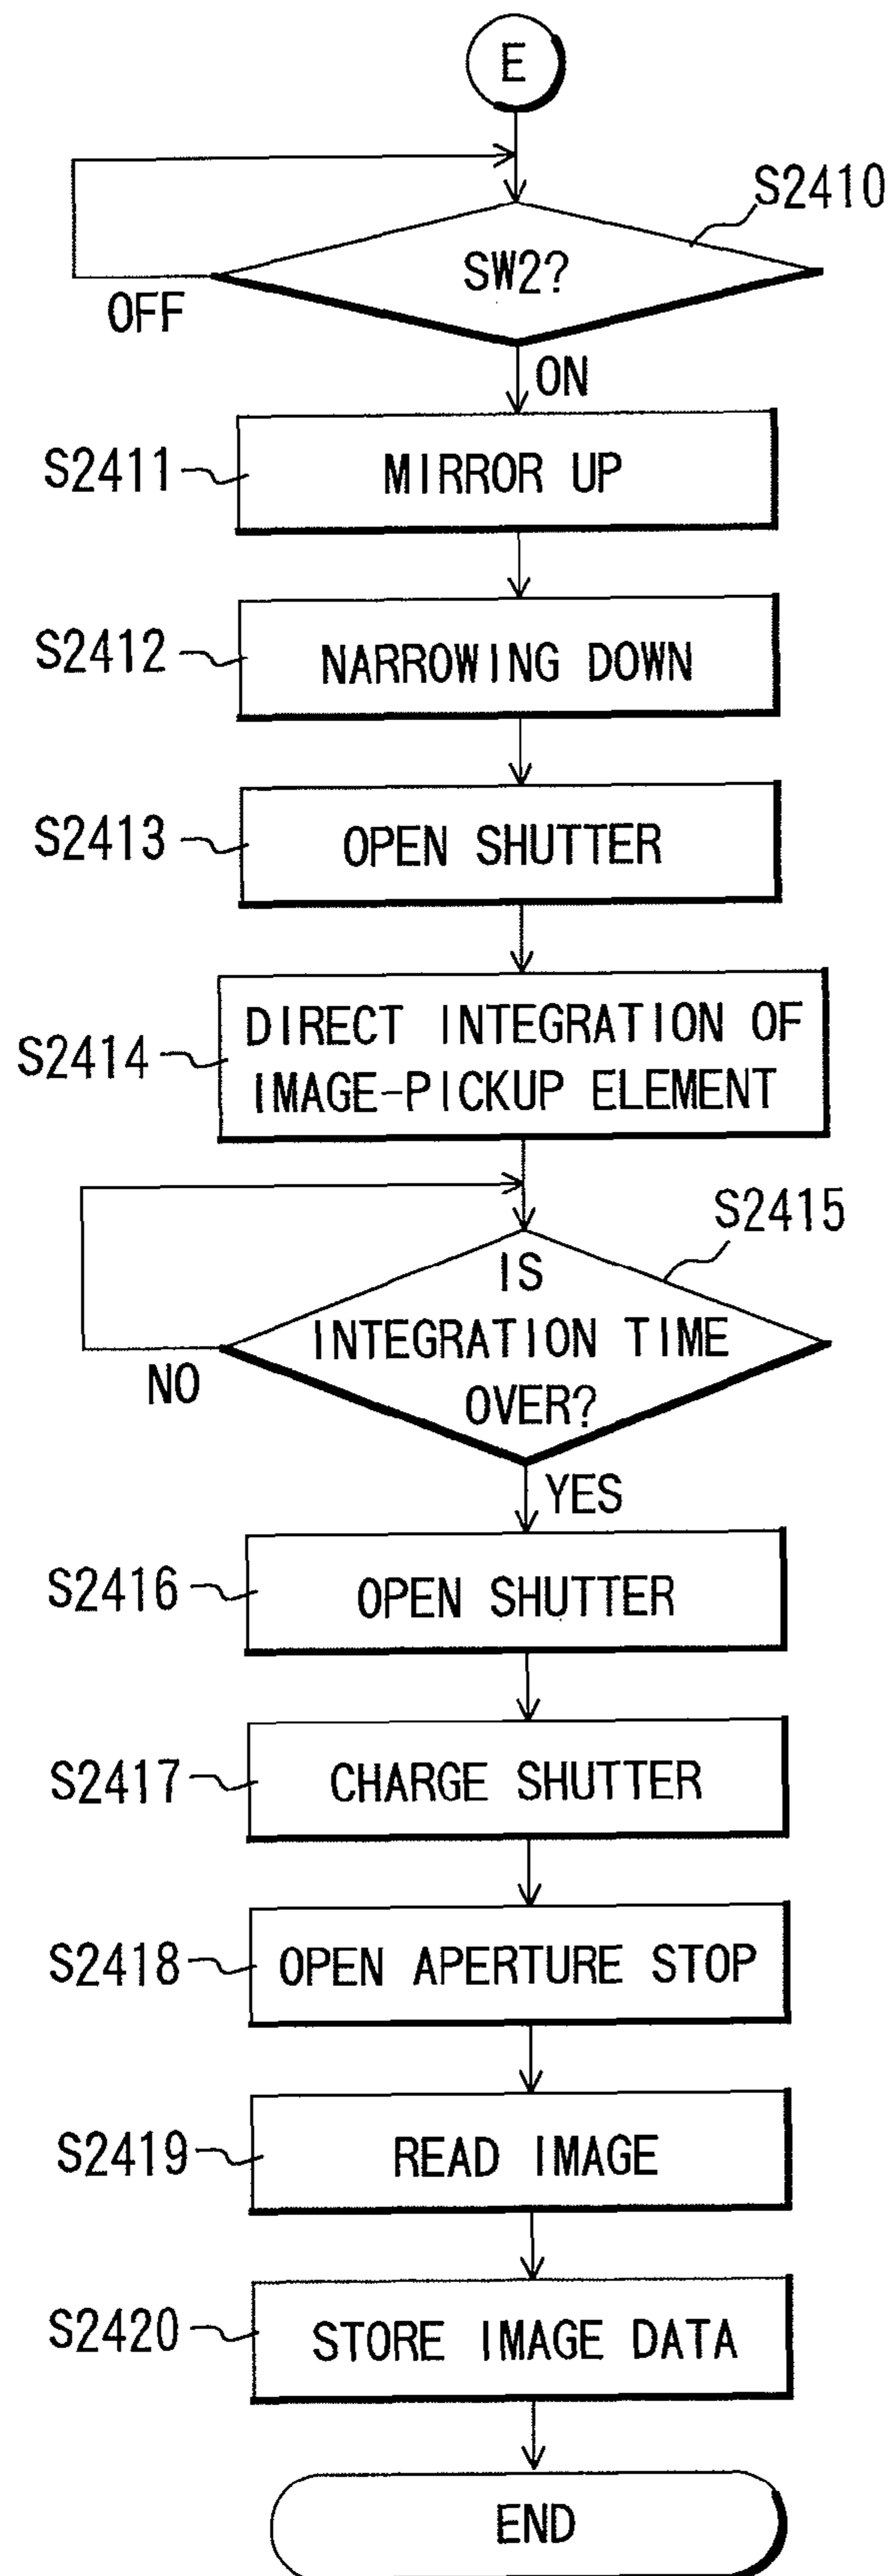 E
S2410
SW2?
OFF
ON
S2411
MIRROR UP
S2412
NARROWING DOWN
S2413
OPEN SHUTTER
S2414
DIRECT INTEGRATION OF
IMAGE-PICKUP ELEMENT
S2415
IS
INTEGRATION TIME
OVER?
NO
YES
S2416
OPEN SHUTTER
S2417
CHARGE SHUTTER
S2418
OPEN APERTURE STOP
S2419
READ IMAGE
S2420
STORE IMAGE DATA
END